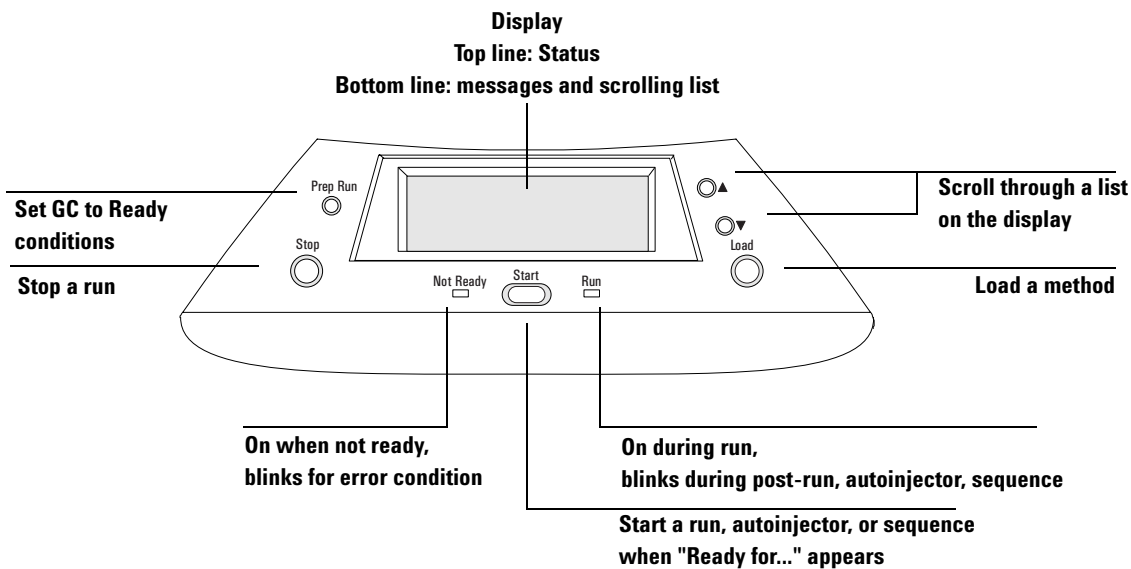 Display
Top line: Status
Bottom line: messages and scrolling list
Prep Run
▲
Set GC to Ready
conditions
Scroll through a list
on the display
▼
Stop
Load
Stop a run
Not Ready
Start
Run
Load a method
On when not ready,
blinks for error condition
On during run,
blinks during post-run, autoinjector, sequence
Start a run, autoinjector, or sequence
when "Ready for..." appears